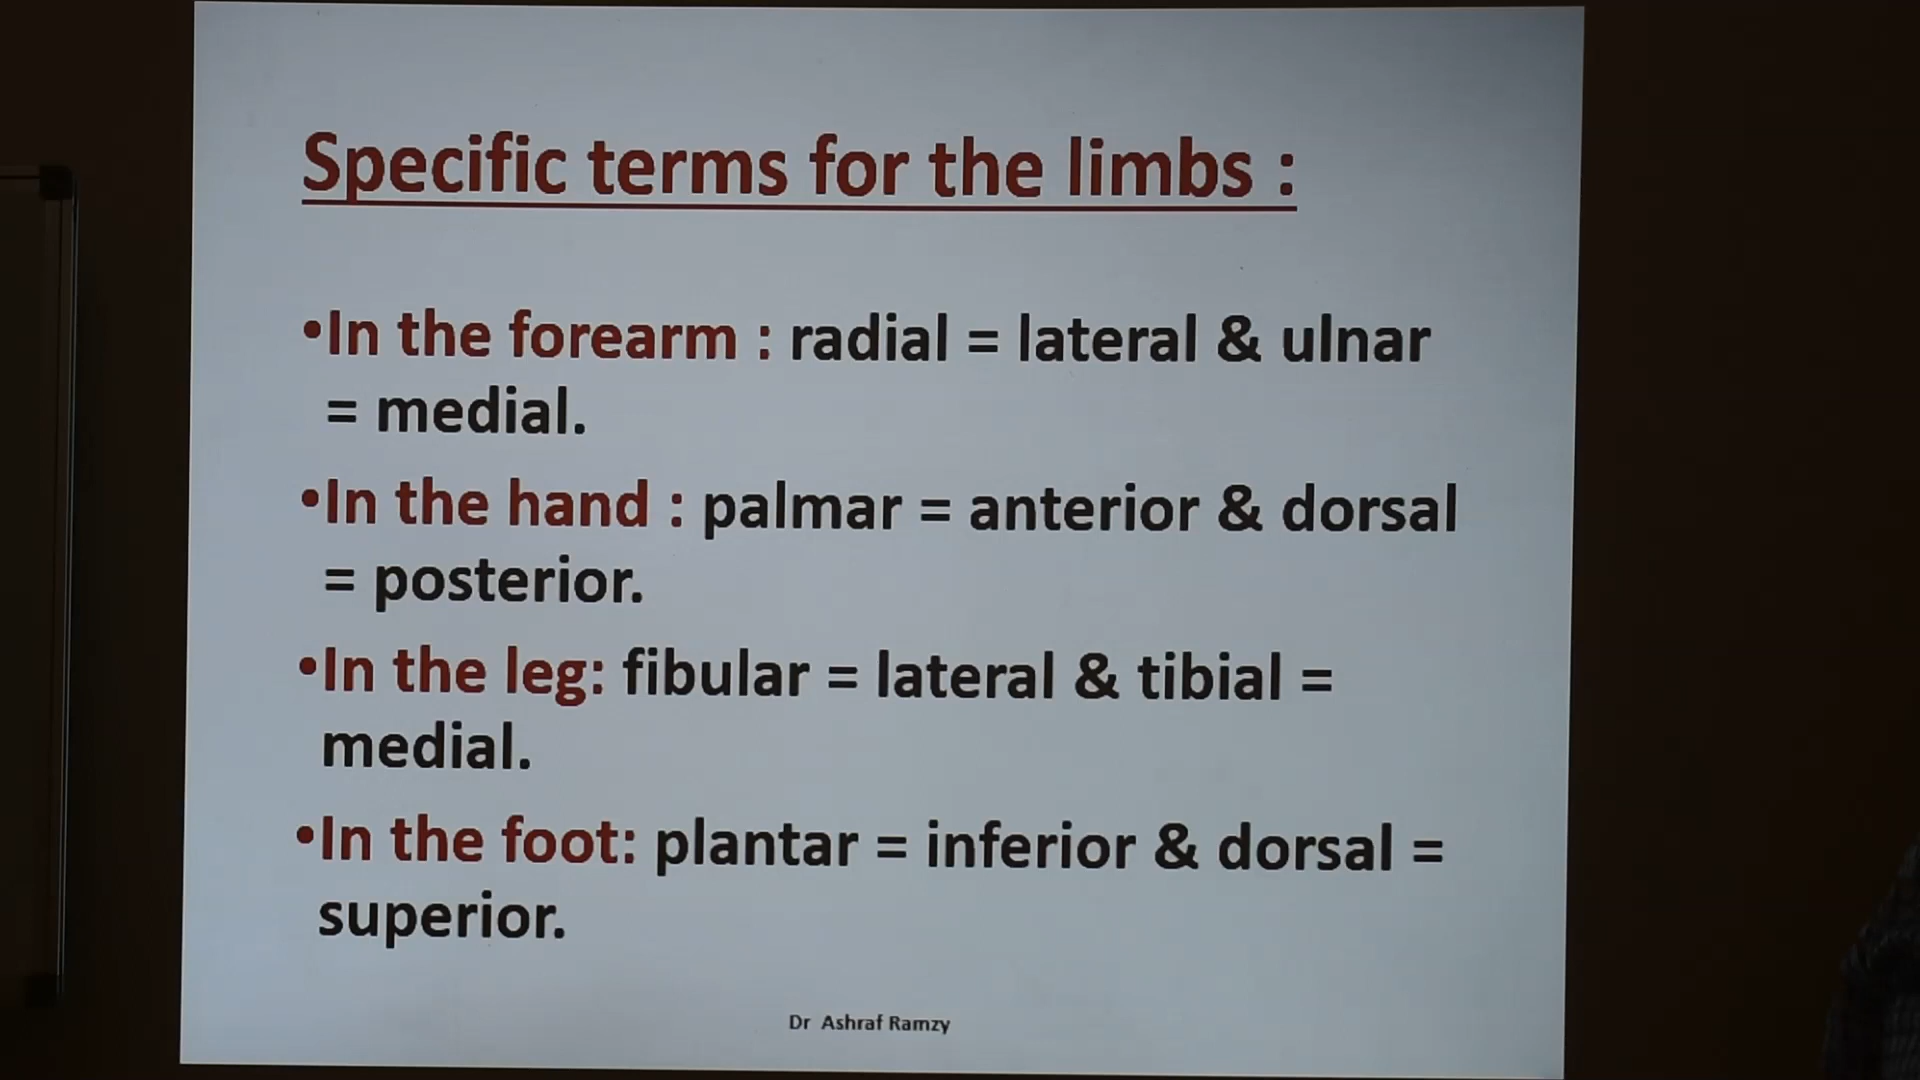 Specific terms for the limbs :
•In the forearm : radial = lateral & ulnar
= medial.
•In the hand : palmar = anterior & dorsal
= posterior.
•In the leg: fibular = lateral & tibial =
medial.
•In the foot: plantar = inferior & dorsal =
superior.
Dr Ashraf Ramzy